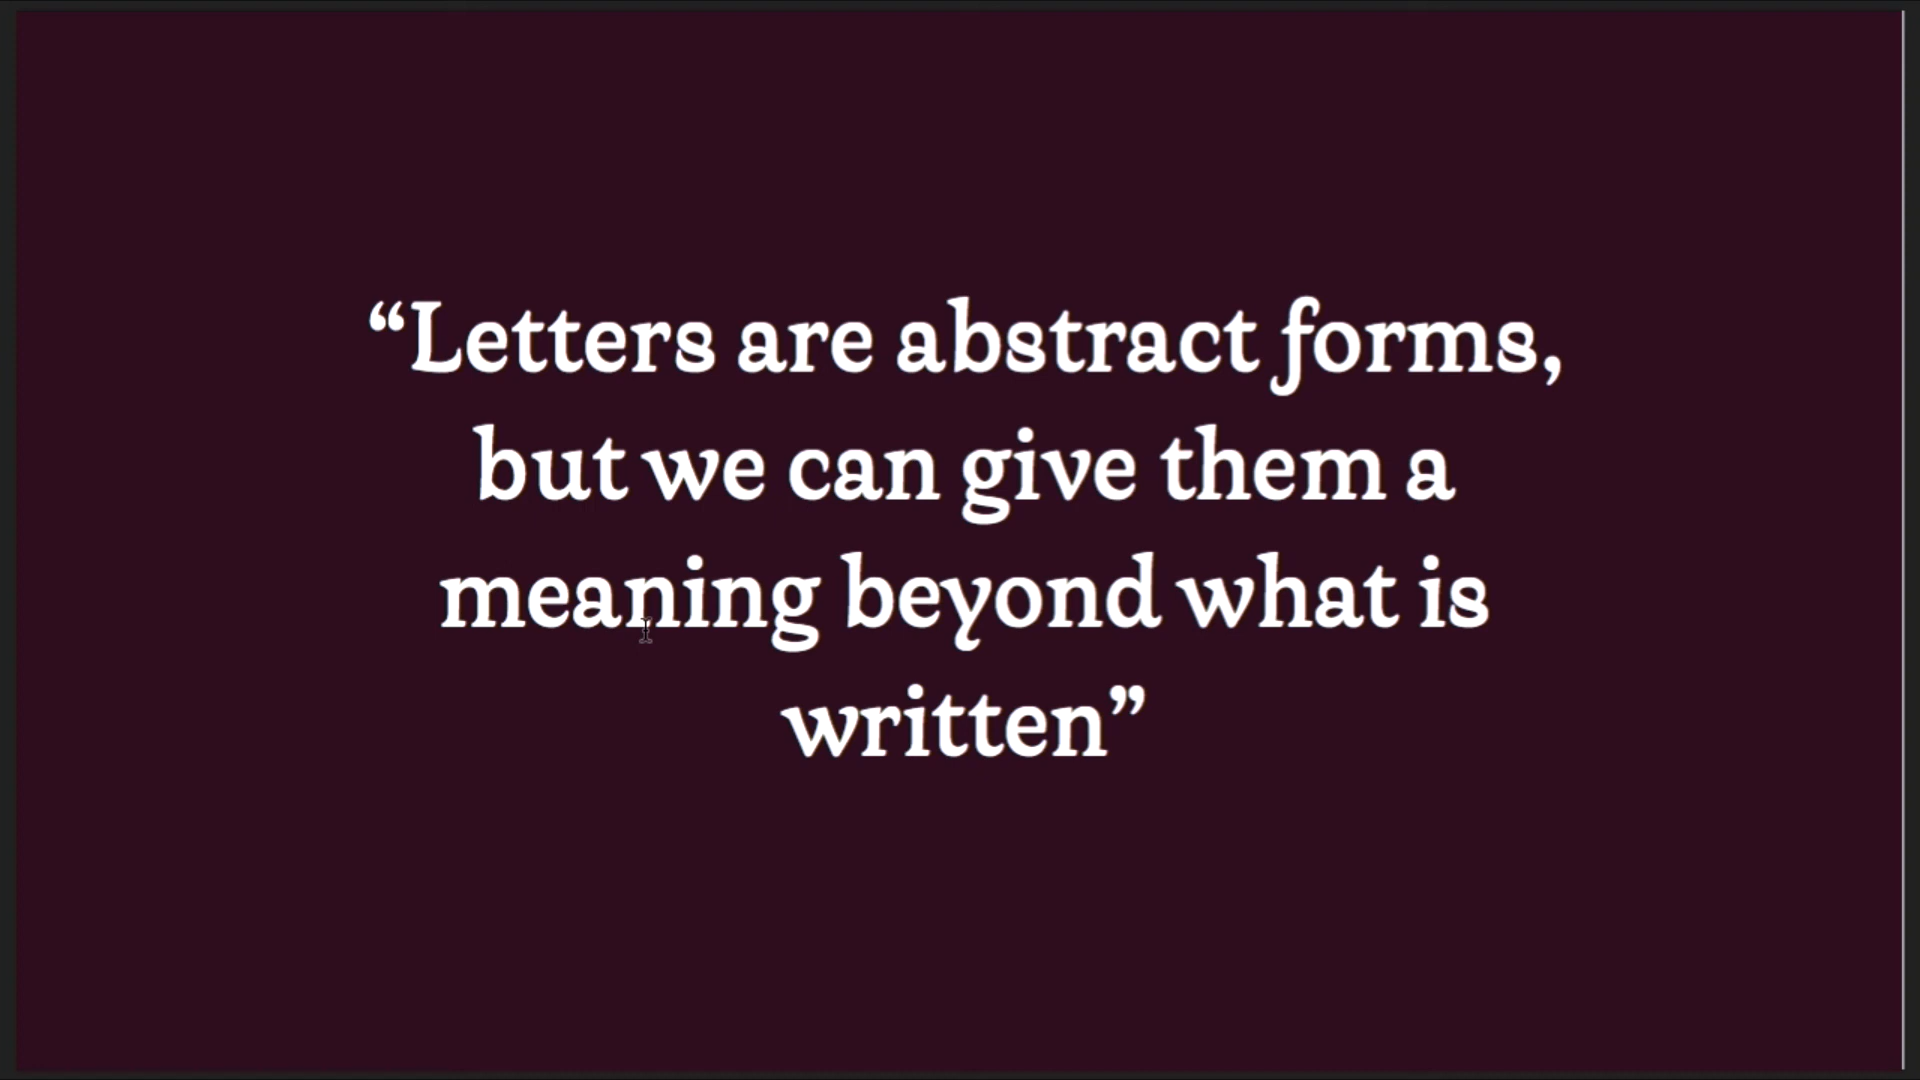 “Letters are abstract forms,
but we can give them a
meaning beyond what is
written”